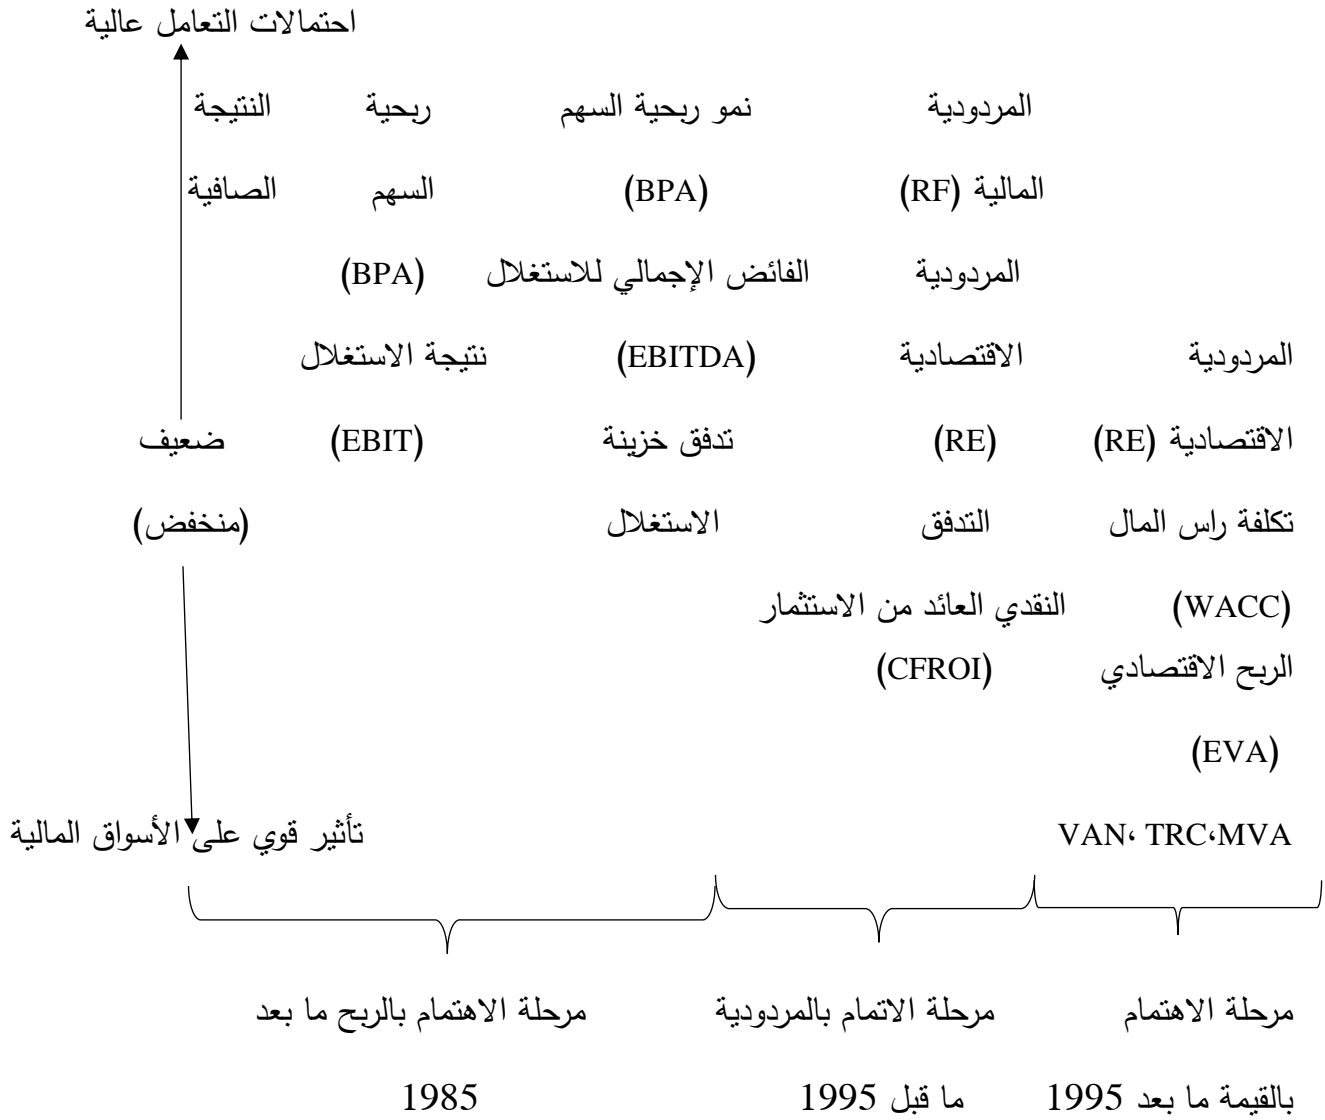 احتمالات التعامل عالية
المردودية نمو ربحية السهم ربحية النتيجة
المالية (RF) (BPA) السهم الصافية
المردودية الفائض الإجمالي للاستغلال (BPA)
المردودية الاقتصادية (EBITDA) نتيجة الاستغلال
الاقتصادية (RE) (RE) تدفق خزينة (EBIT) ضعيف
تكلفة راس المال التدفق الاستغلال (منخفض)
(WACC) النقدي العائد من الاستثمار
الربح الاقتصادي (CFROI)
(EVA)
VAN، TRC،MVA تأثير قوي على الأسواق المالية
مرحلة الاهتمام مرحلة الاتمام بالمردودية مرحلة الاهتمام بالربح ما بعد
بالقيمة ما بعد 1995 ما قبل 1995 1985